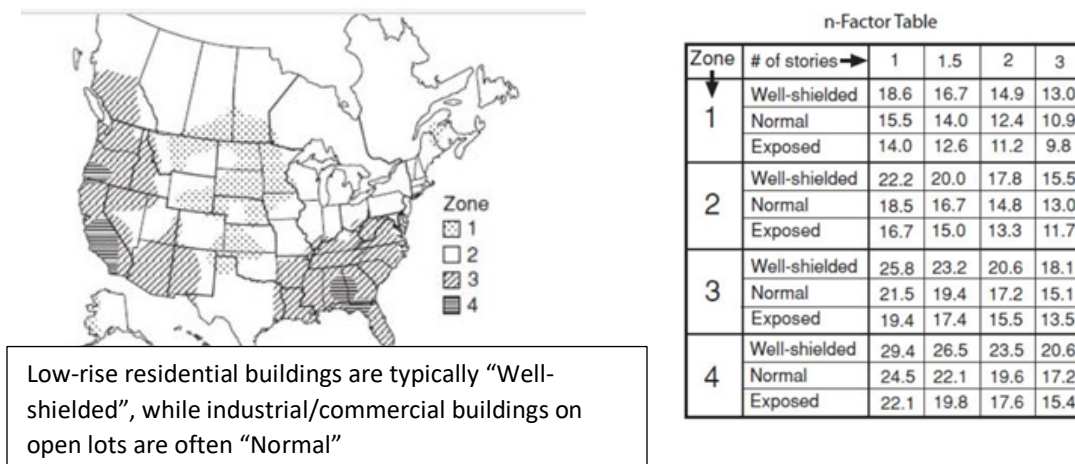 n-Factor Table
Zone # of stories 1 1.5 2 3
1
Well-shielded 18.6 16.7 14.9 13.0
Normal 15.5 14.0 12.4 10.9
Exposed 14.0 12.6 11.2 9.8
2
Well-shielded 22.2 20.0 17.8 15.5
Normal 18.5 16.7 14.8 13.0
Exposed 16.7 15.0 13.3 11.7
3
Well-shielded 25.8 23.2 20.6 18.1
Normal 21.5 19.4 17.2 15.1
Exposed 19.4 17.4 15.5 13.5
4
Well-shielded 29.4 26.5 23.5 20.6
Normal 24.5 22.1 19.6 17.2
Exposed 22.1 19.8 17.6 15.4
Zone
1
2
3
4
Low-rise residential buildings are typically “Well-
shielded”, while industrial/commercial buildings on
open lots are often “Normal”